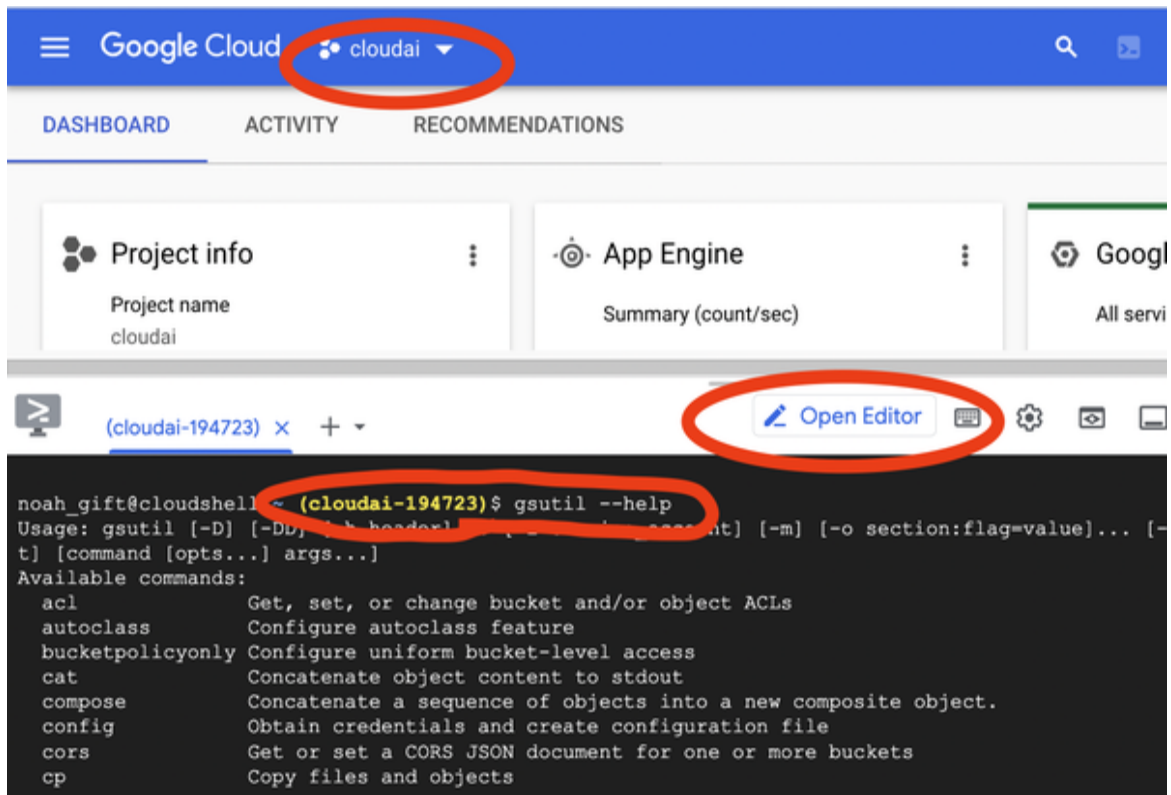 Google Cloud cloudai
DASHBOARD ACTIVITY RECOMMENDATIONS
Project info
Project name
cloudai
App Engine
Summary (count/sec)
Googl
All servi
(cloudai-194723) × + Open Editor
noah_gift@cloudshell ~ (cloudai-194723)$ gsutil --help
Usage: gsutil [-D] [-DD] [-m] [-o section:flag=value]... [-
t] [command [opts...] args...]
Available commands:
acl Get, set, or change bucket and/or object ACLs
autoclass Configure autoclass feature
bucketpolicyonly Configure uniform bucket-level access
cat Concatenate object content to stdout
compose Concatenate a sequence of objects into a new composite object.
config Obtain credentials and create configuration file
cors Get or set a CORS JSON document for one or more buckets
cp Copy files and objects